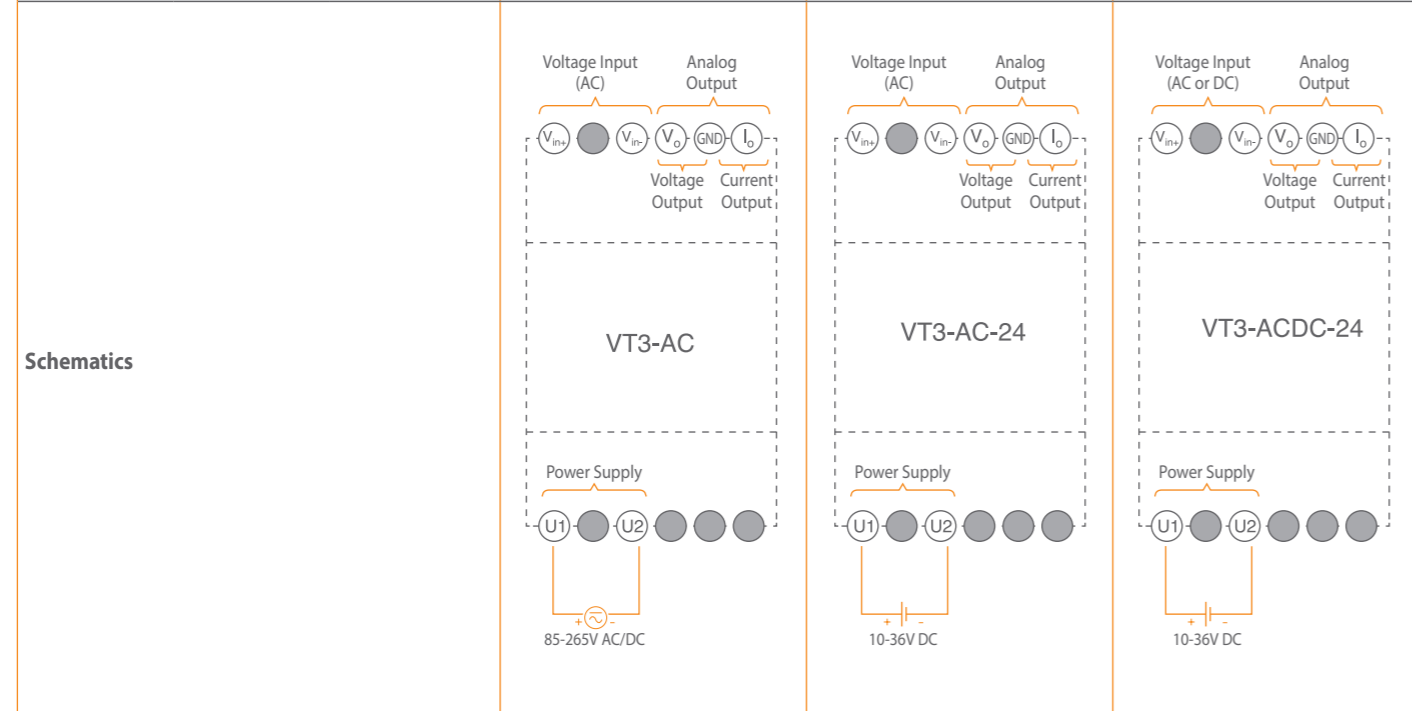 Schematics
Voltage Input
(AC)
Analog
Output
Vin+
Vin-
Vo
GND
Io
Voltage
Output
Current
Output
VT3-AC
Power Supply
U1
U2
+ -
85-265V AC/DC
Voltage Input
(AC)
Analog
Output
Vin+
Vin-
Vo
GND
Io
Voltage
Output
Current
Output
VT3-AC-24
Power Supply
U1
U2
+ -
10-36V DC
Voltage Input
(AC or DC)
Analog
Output
Vin+
Vin-
Vo
GND
Io
Voltage
Output
Current
Output
VT3-ACDC-24
Power Supply
U1
U2
+ -
10-36V DC